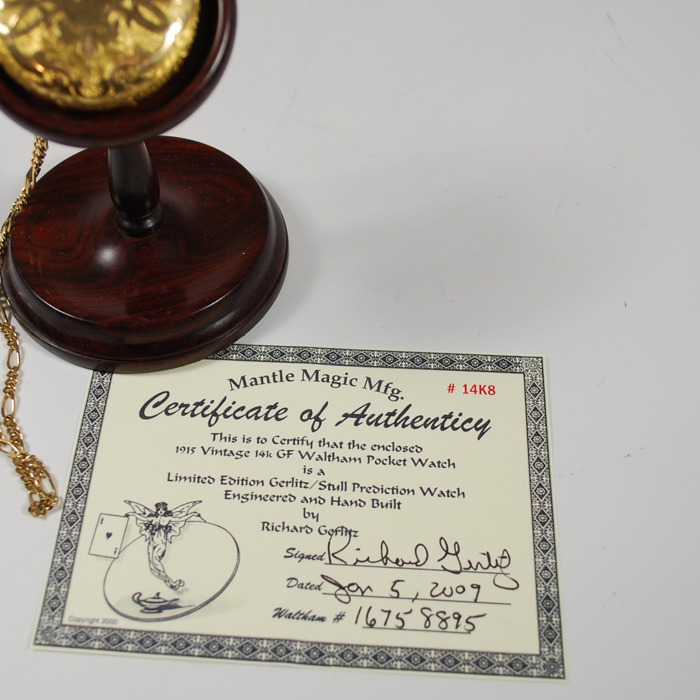 Mantle Magic Mfg.
# 14K8
Certificate of Authenticity
This is to Certify that the enclosed
1915 Vintage 14k GF Waltham Pocket Watch
is a
Limited Edition Gerlitz/Stull Prediction Watch
Engineered and Hand Built
by
Richard Gerlitz
Signed Richard Gerlitz
Dated Jan 5, 2009
Waltham # 16758895
Copyright 2000